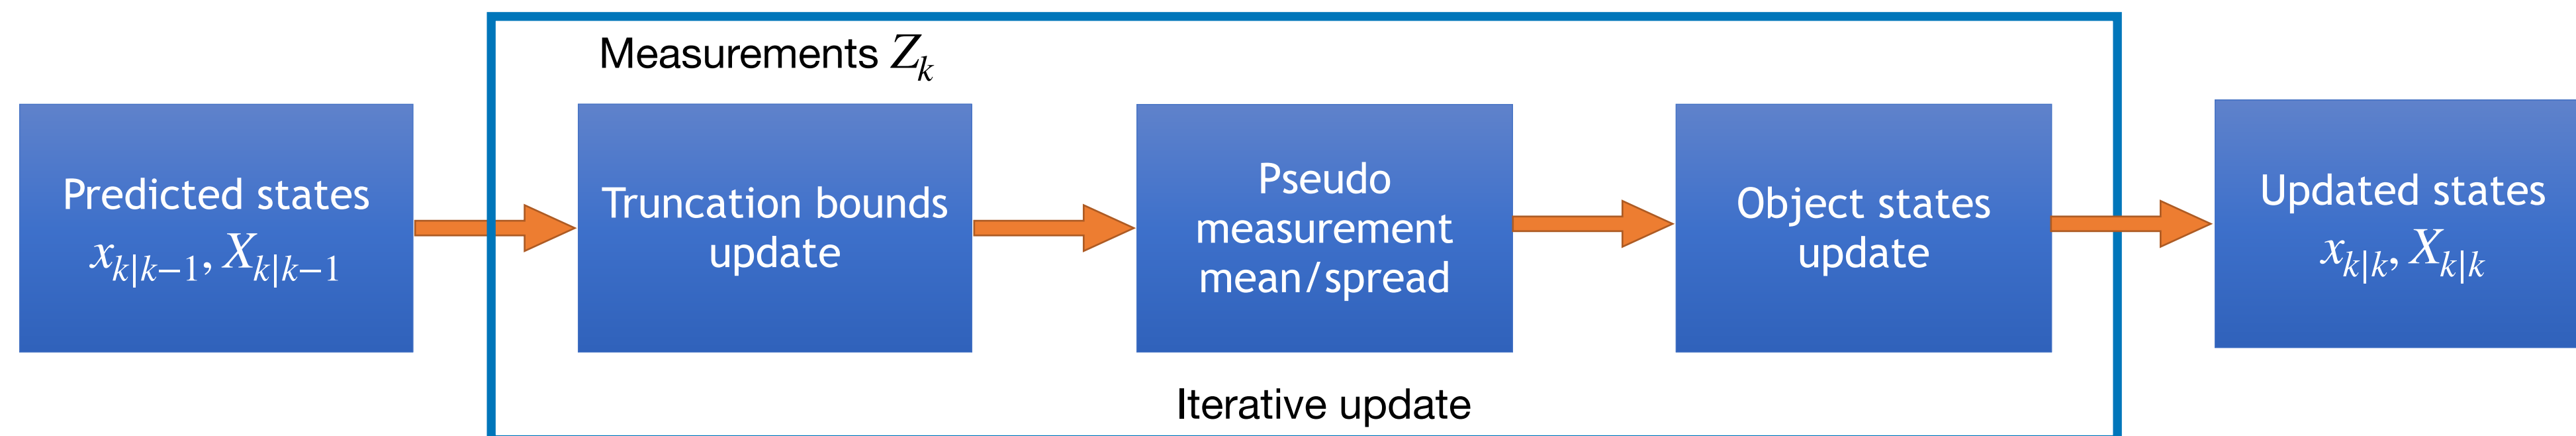 Measurements Z_k
Predicted states
x_{k|k−1}, X_{k|k−1}
Truncation bounds
update
Pseudo
measurement
mean/spread
Object states
update
Updated states
x_{k|k}, X_{k|k}
Iterative update